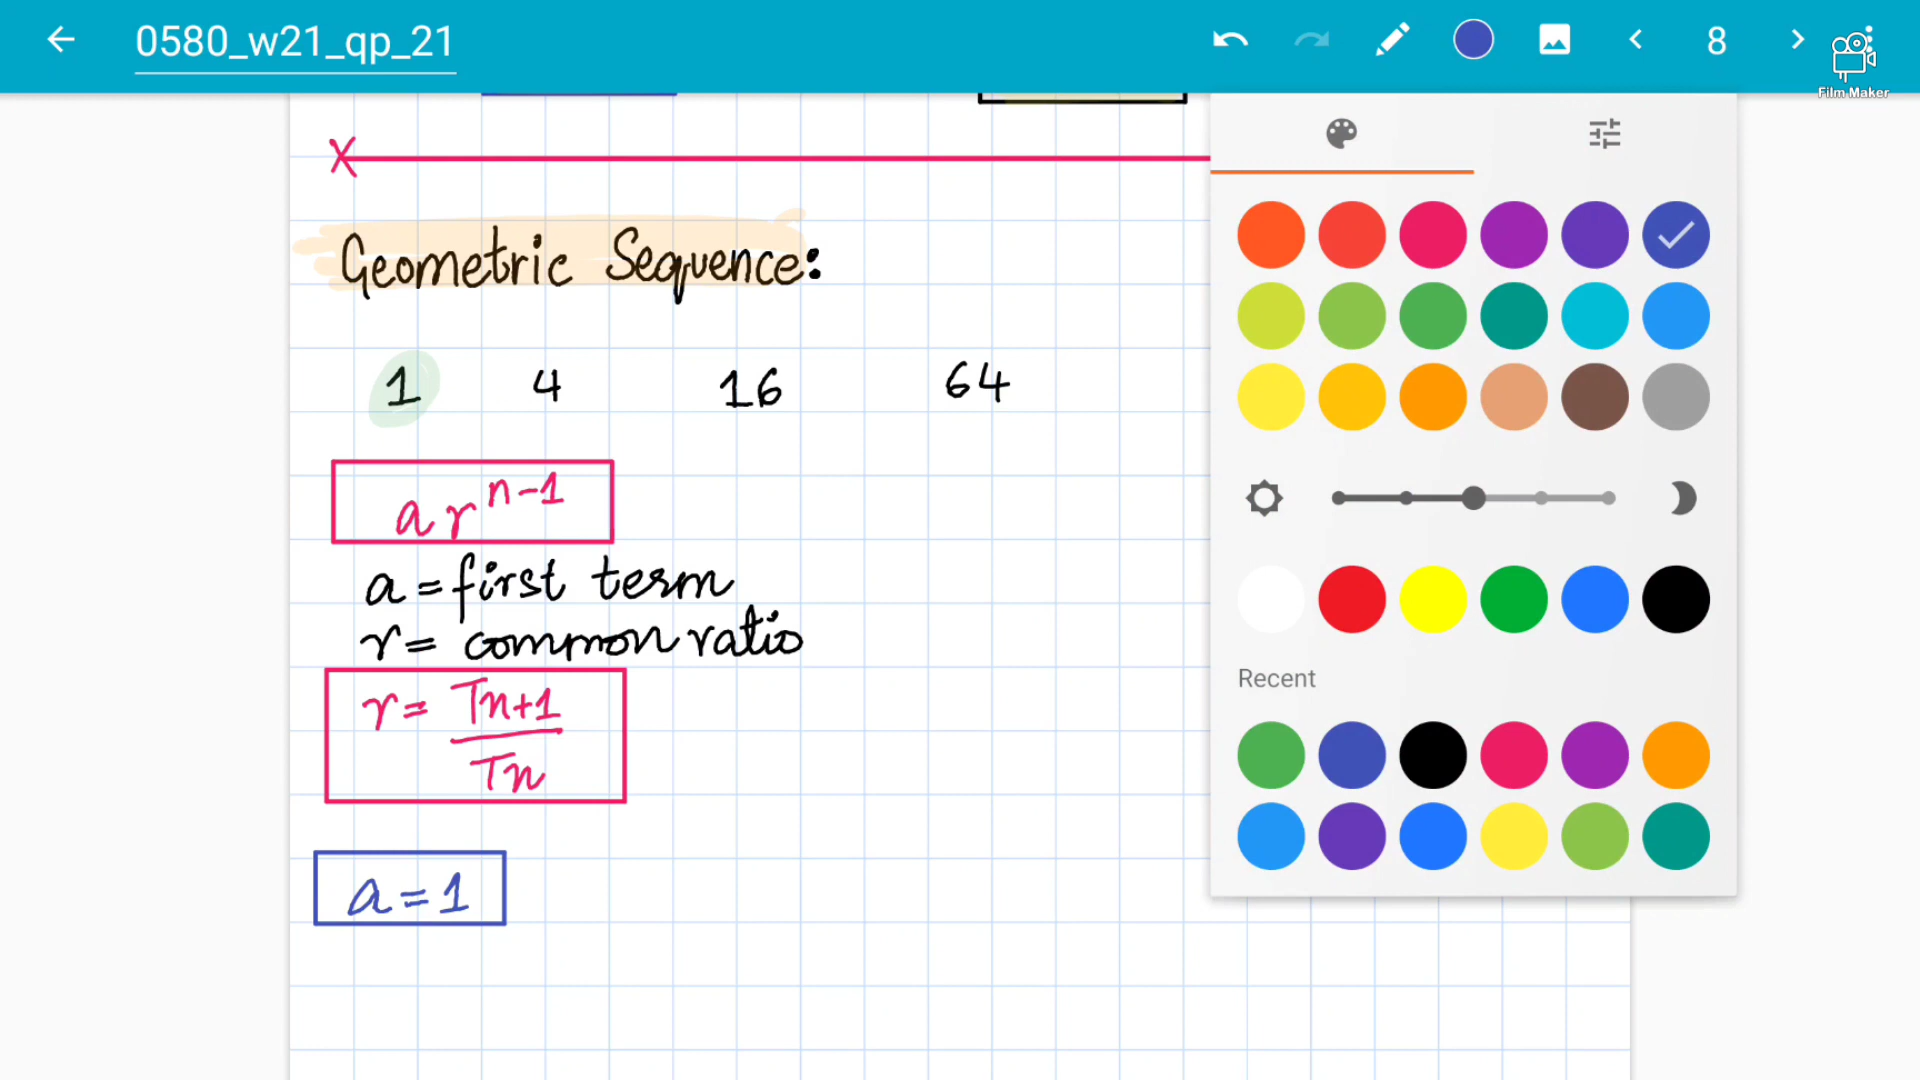 0580_w21_qp_21
8
Film Maker
X
Geometric Sequence:
1 4 16 64
a r^{n-1}
a = first term
r = common ratio
r = \frac{Tn+1}{Tn}
a = 1
Recent